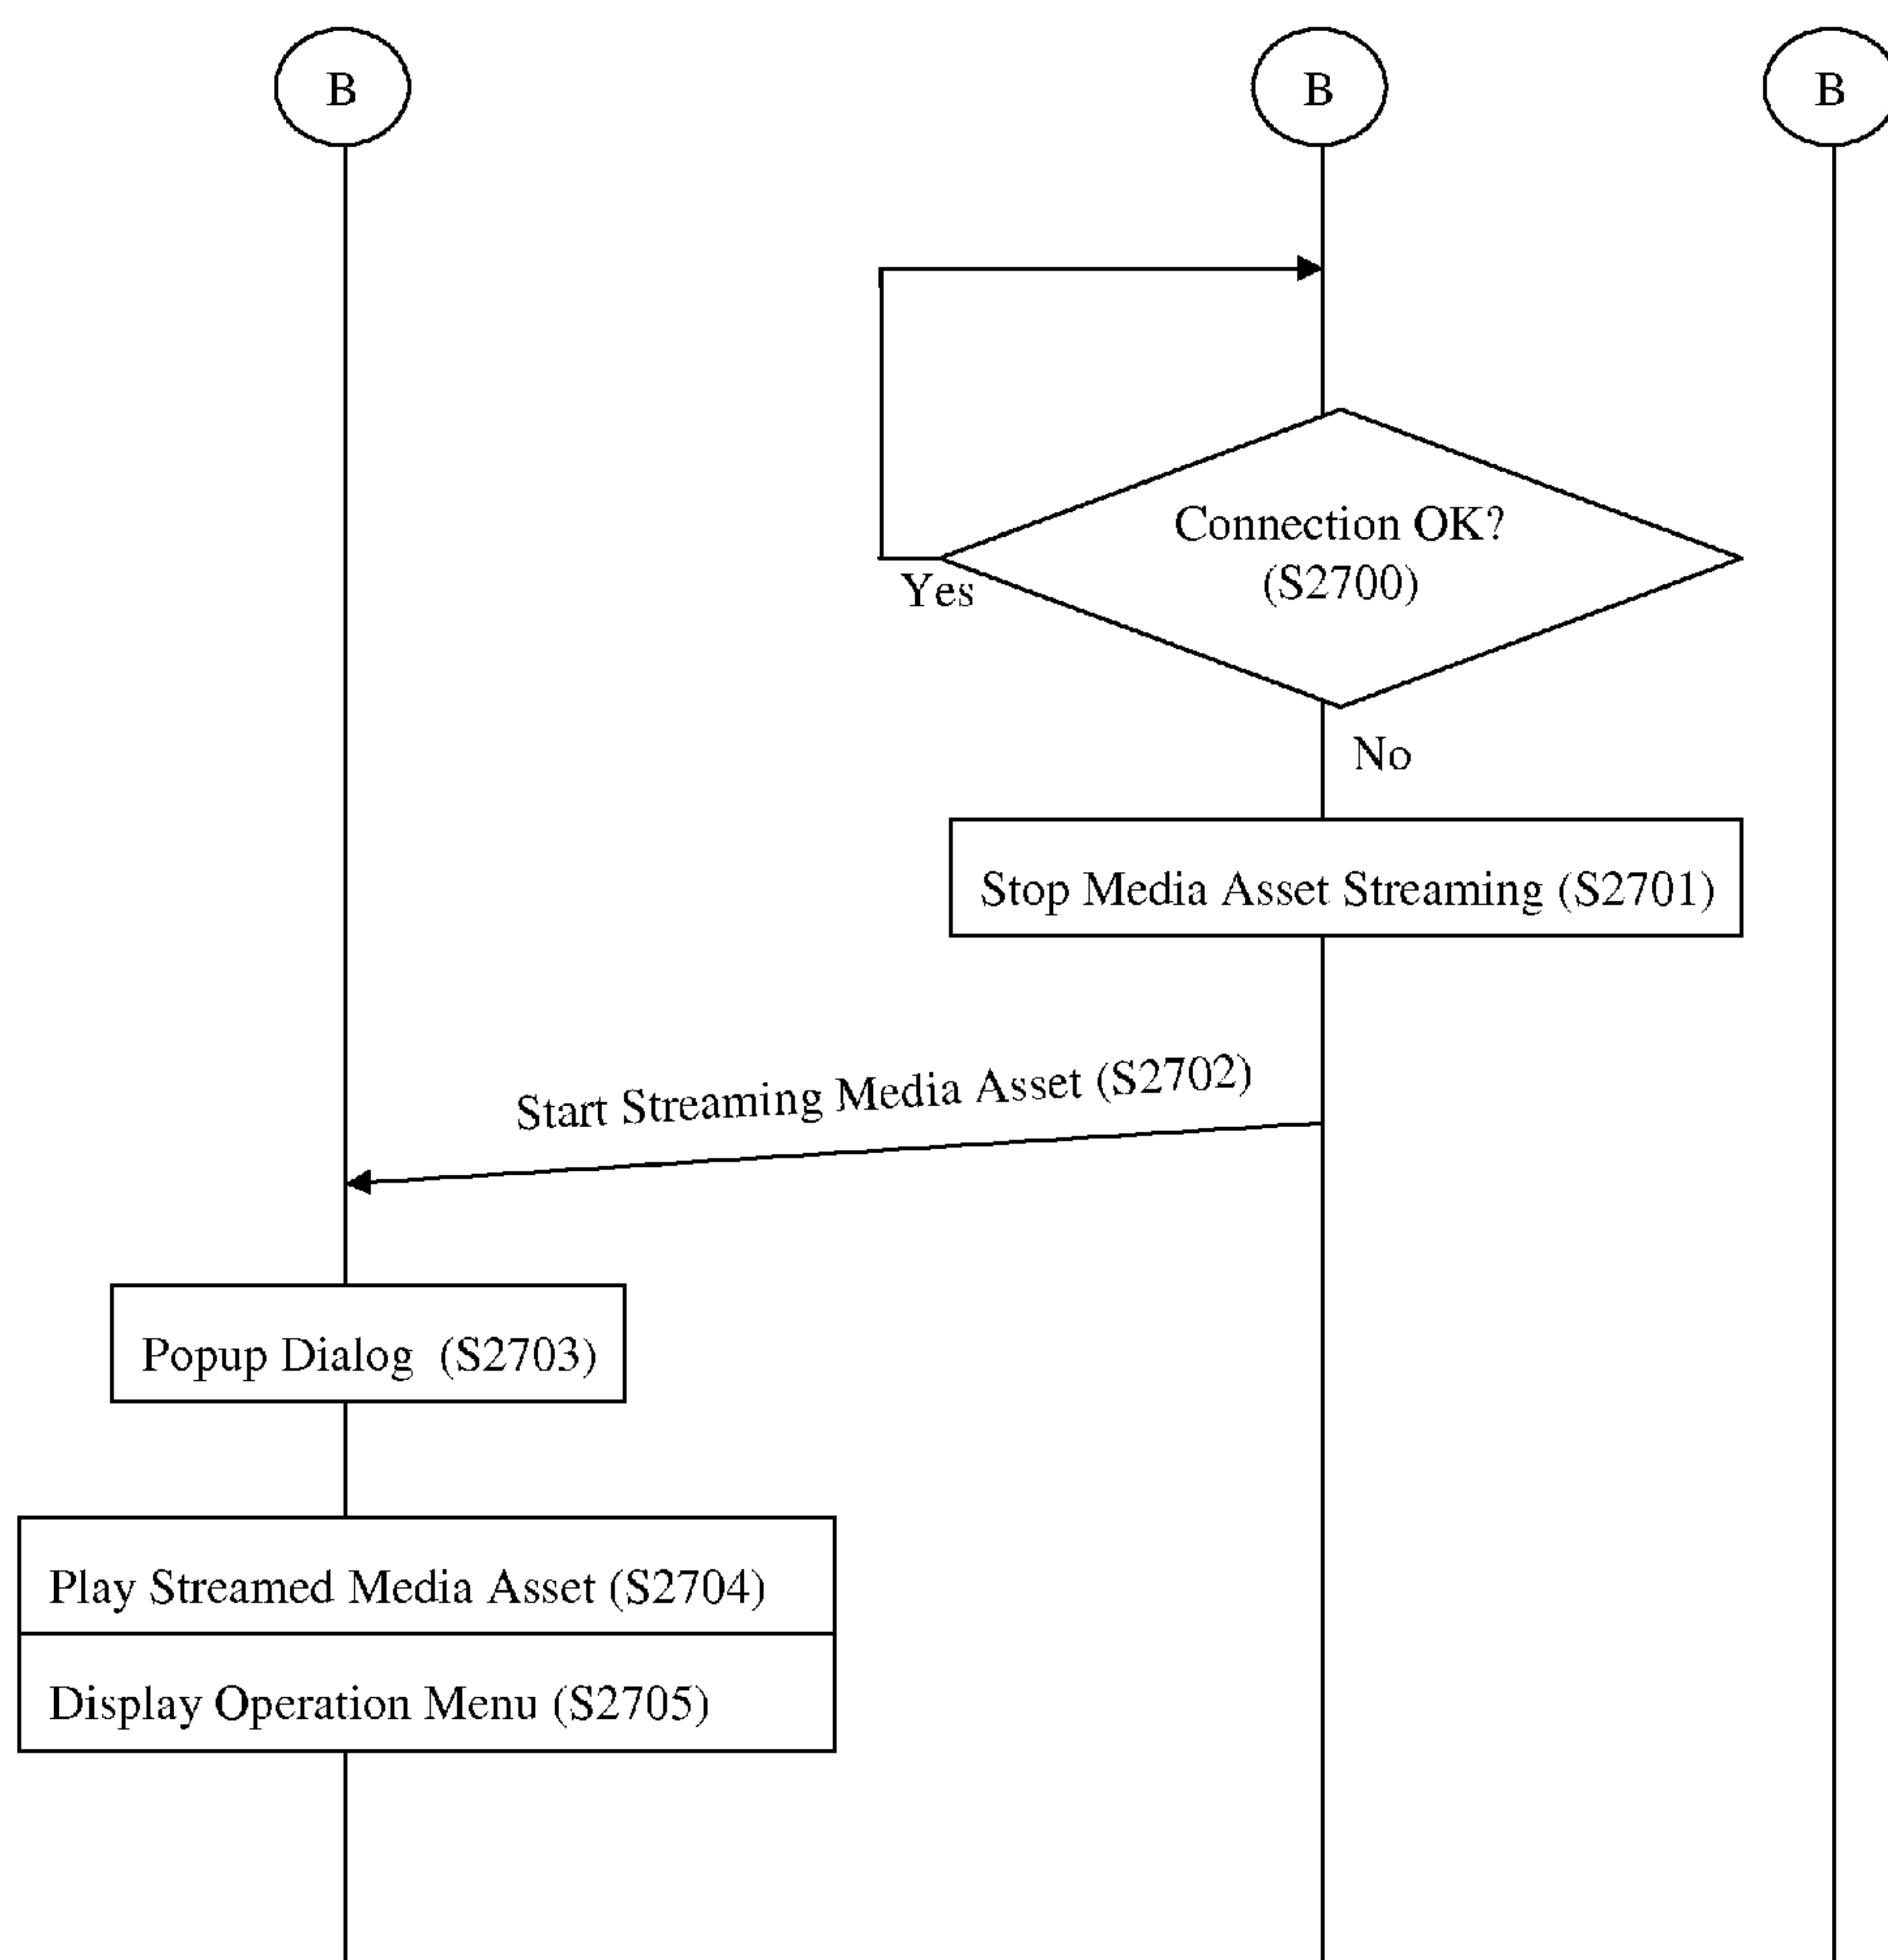 B
B
B
Connection OK?
(S2700)
Yes
No
Stop Media Asset Streaming (S2701)
Start Streaming Media Asset (S2702)
Popup Dialog (S2703)
Play Streamed Media Asset (S2704)
Display Operation Menu (S2705)